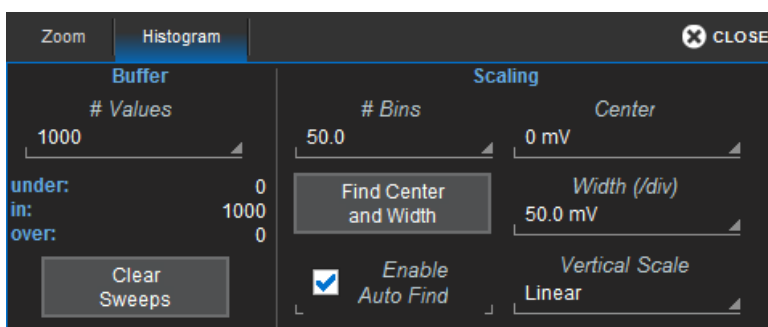 Zoom Histogram CLOSE
Buffer Scaling
# Values # Bins Center
1000 50.0 0 mV
under: 0
in: 1000
over: 0
Find Center
and Width
Width (/div)
50.0 mV
Clear
Sweeps
Enable
Auto Find
Vertical Scale
Linear